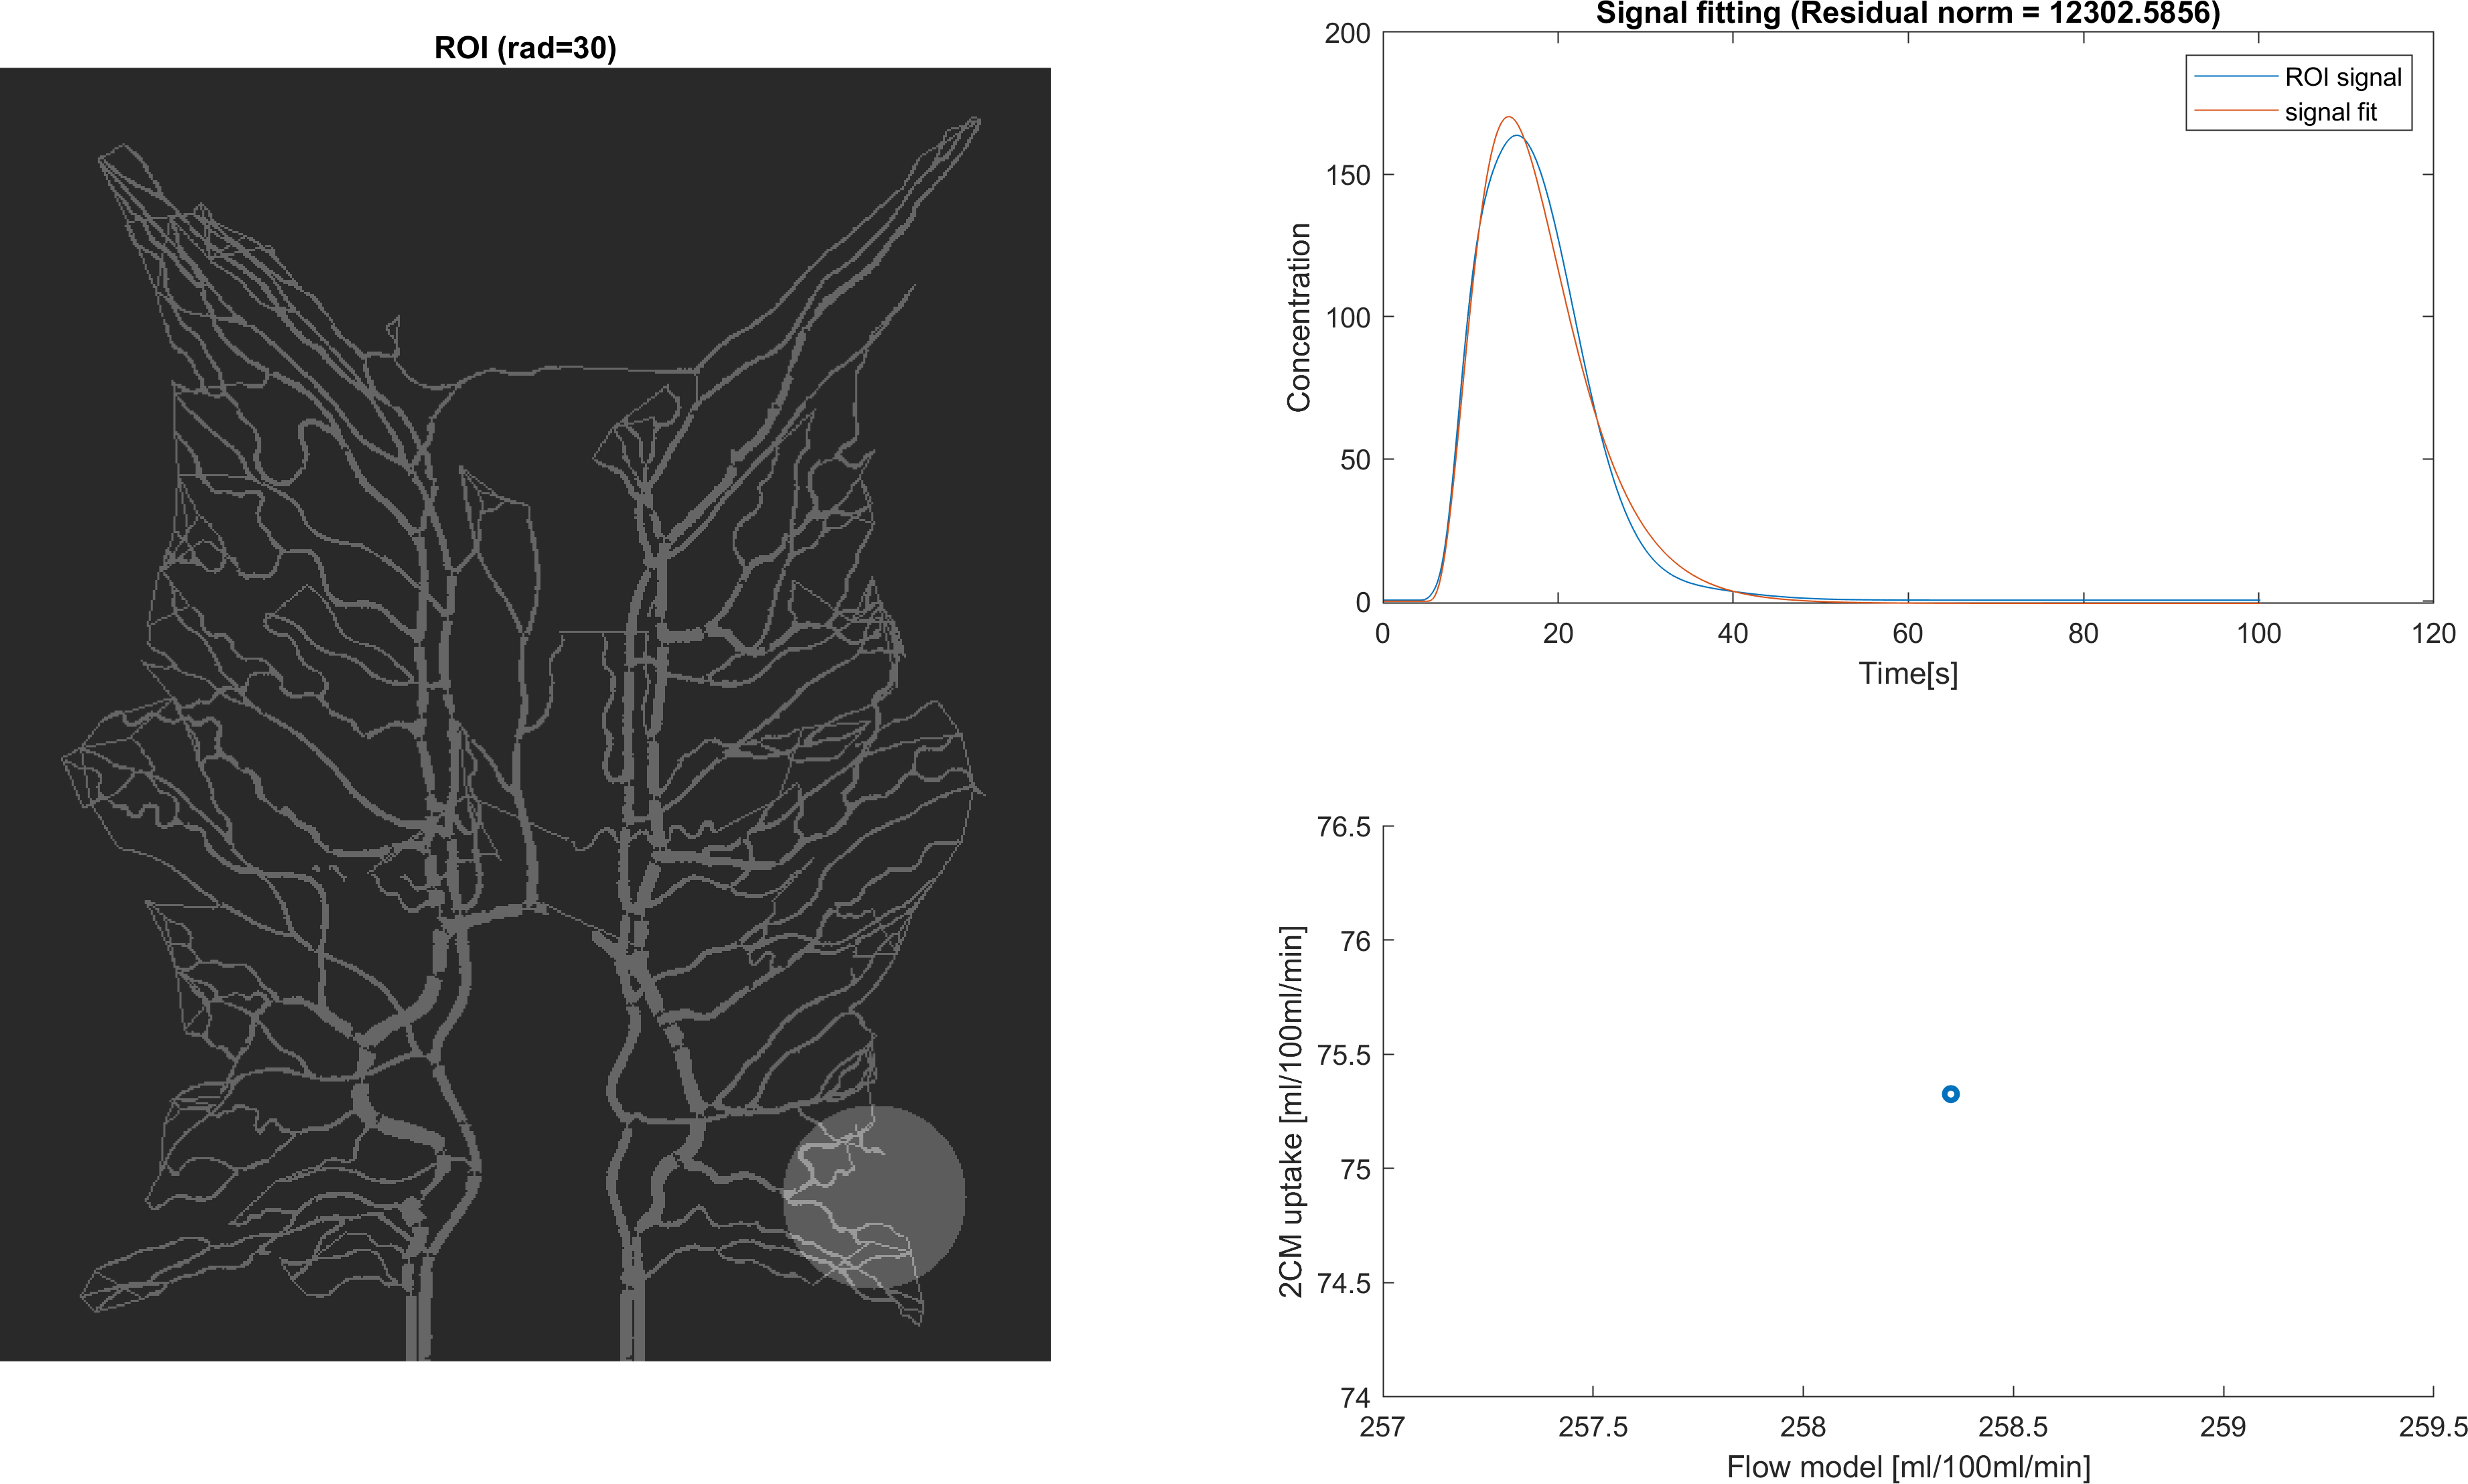 ROI (rad=30)
Signal fitting (Residual norm = 12302.5856)
200
150
100
50
0
Concentration
ROI signal
signal fit
0 20 40 60 80 100 120
Time[s]
76.5
76
75.5
75
74.5
74
2CM uptake [ml/100ml/min]
257 257.5 258 258.5 259 259.5
Flow model [ml/100ml/min]